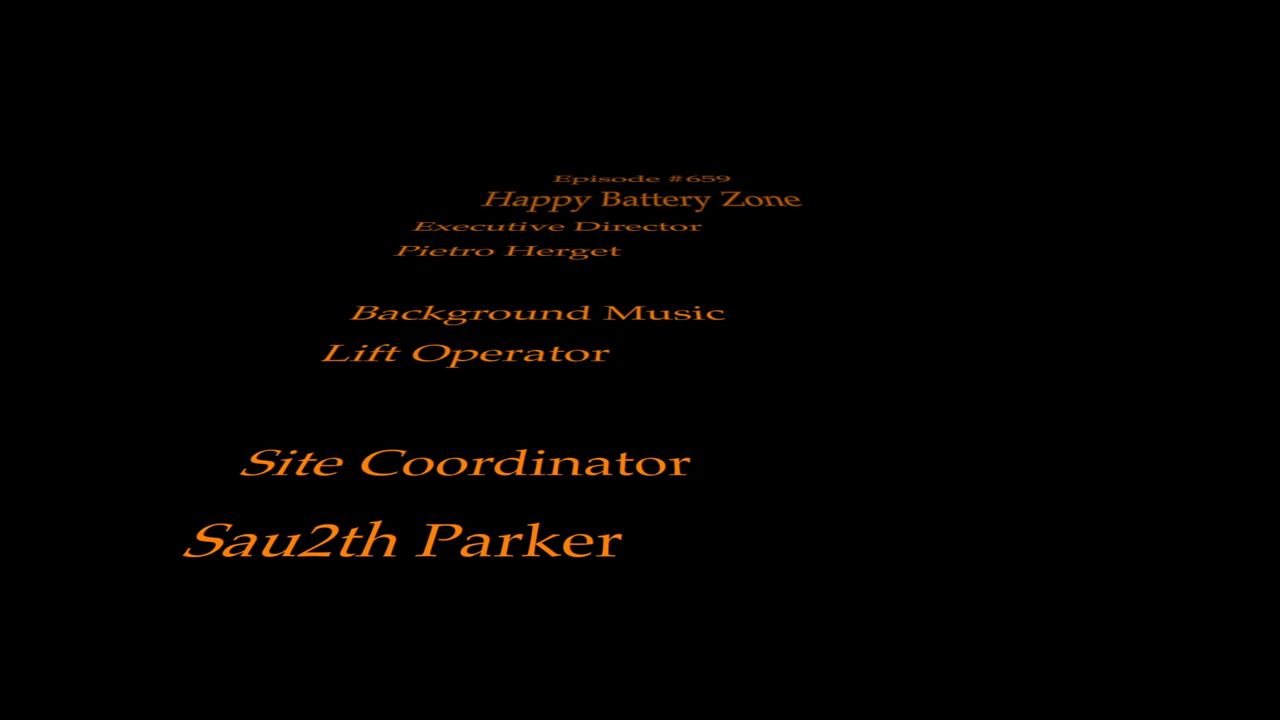 Episode #659
Happy Battery Zone
Executive Director
Pietro Herget
Background Music
Lift Operator
Site Coordinator
Sau2th Parker